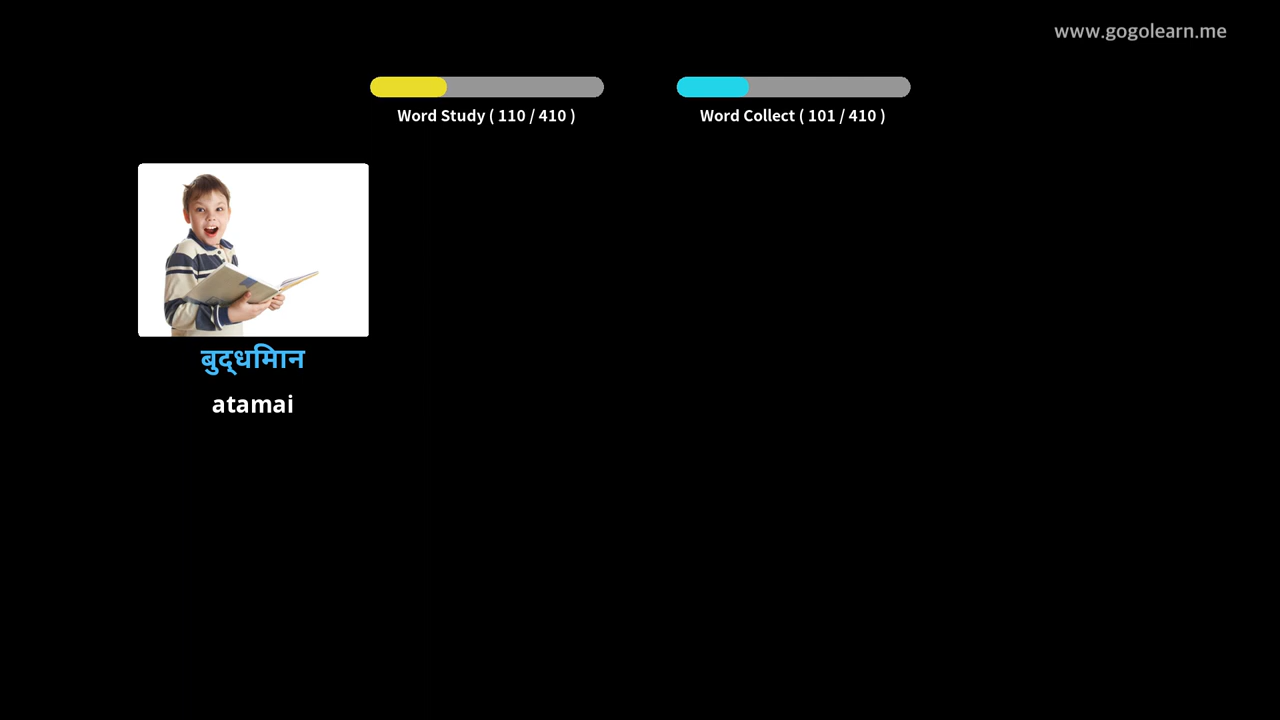 www.gogolearn.me
Word Study ( 110 / 410 )
Word Collect ( 101 / 410 )
बुद्धिमान
atamai